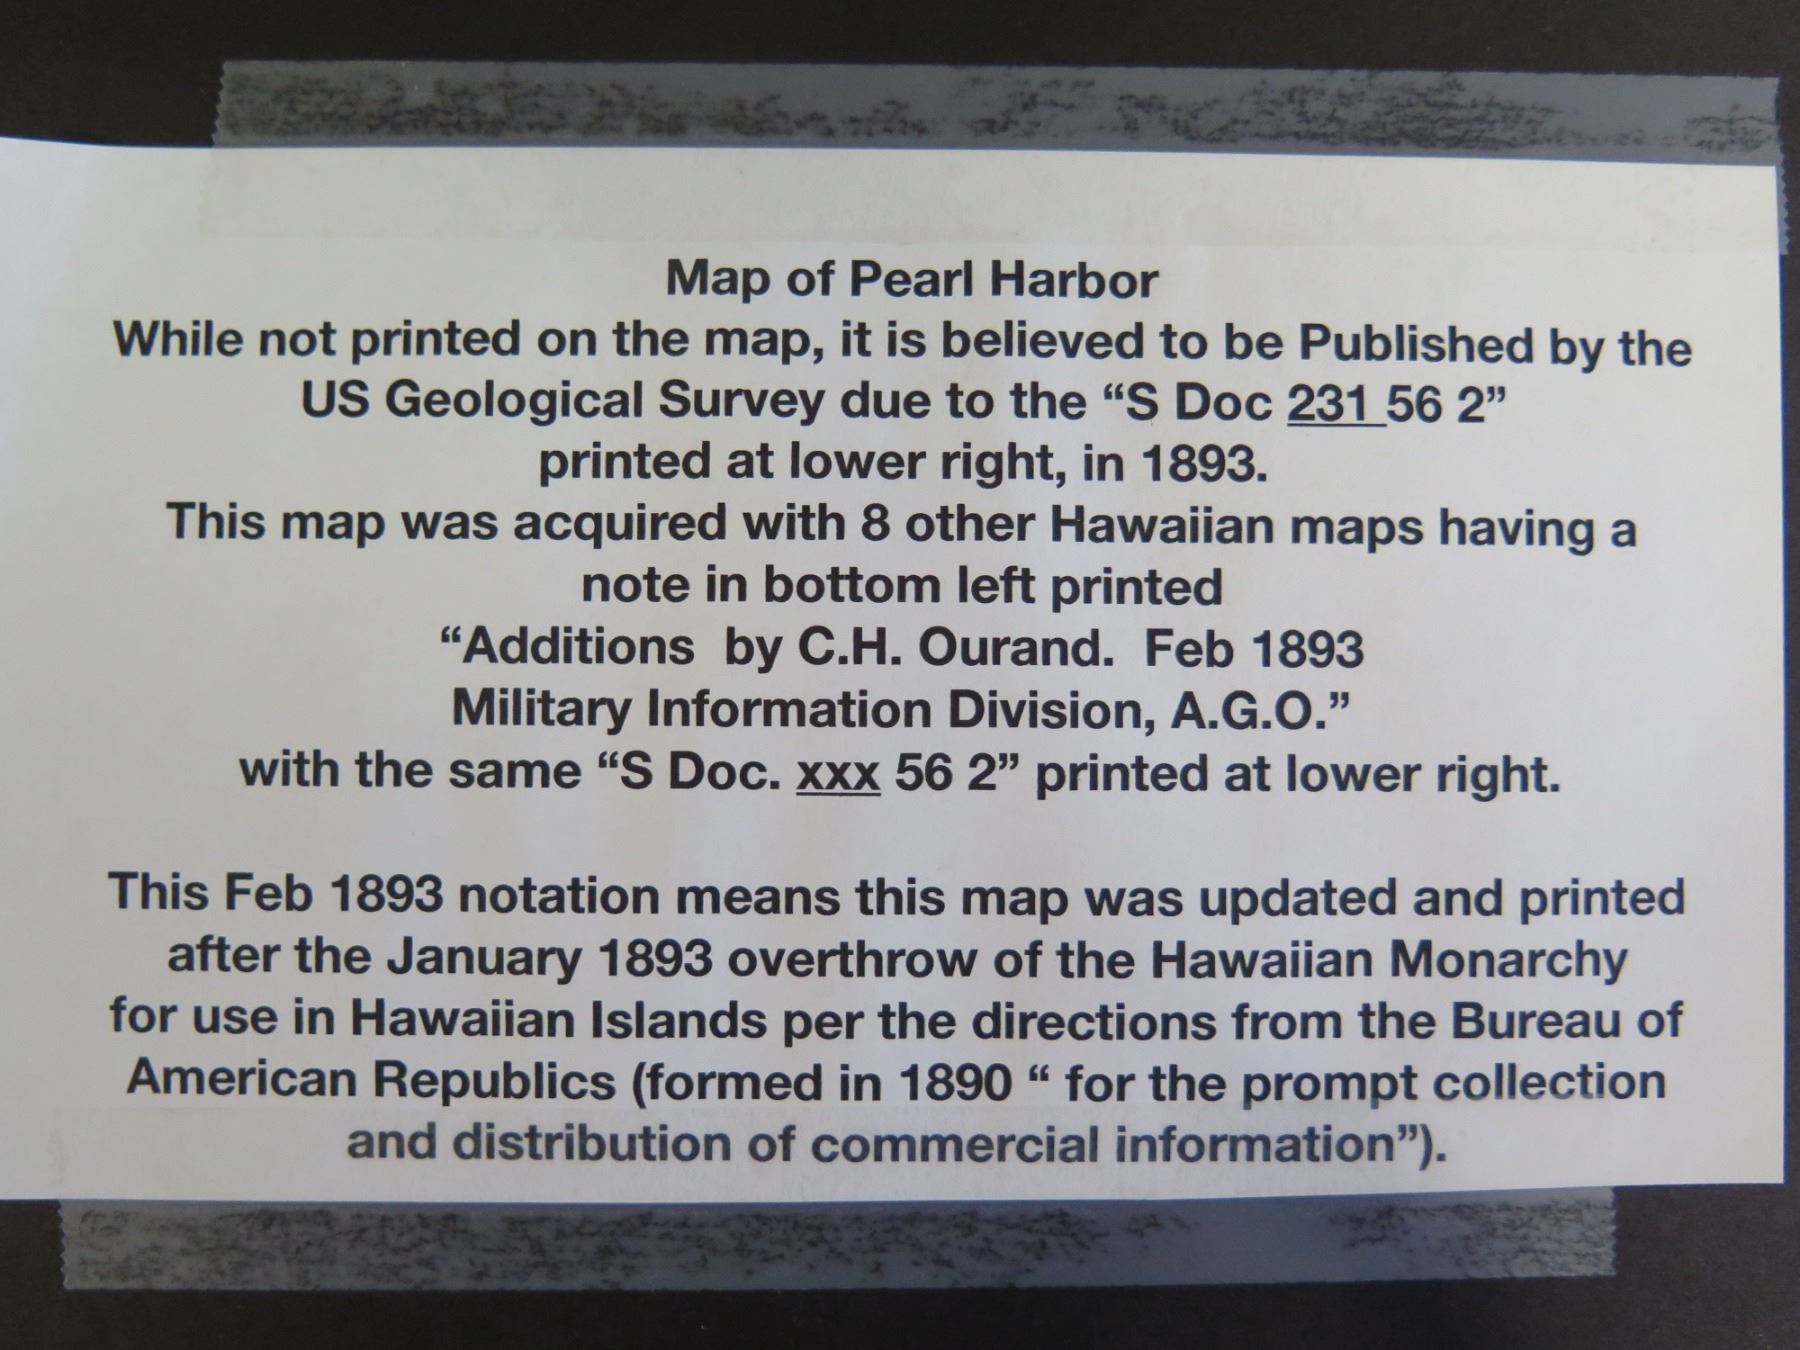 Map of Pearl Harbor
While not printed on the map, it is believed to be Published by the
US Geological Survey due to the “S Doc 231 56 2”
printed at lower right, in 1893.
This map was acquired with 8 other Hawaiian maps having a
note in bottom left printed
“Additions  by C.H. Ourand.  Feb 1893
Military Information Division, A.G.O.”
with the same “S Doc. xxx 56 2” printed at lower right.
This Feb 1893 notation means this map was updated and printed
after the January 1893 overthrow of the Hawaiian Monarchy
for use in Hawaiian Islands per the directions from the Bureau of
American Republics (formed in 1890 “ for the prompt collection
and distribution of commercial information”).